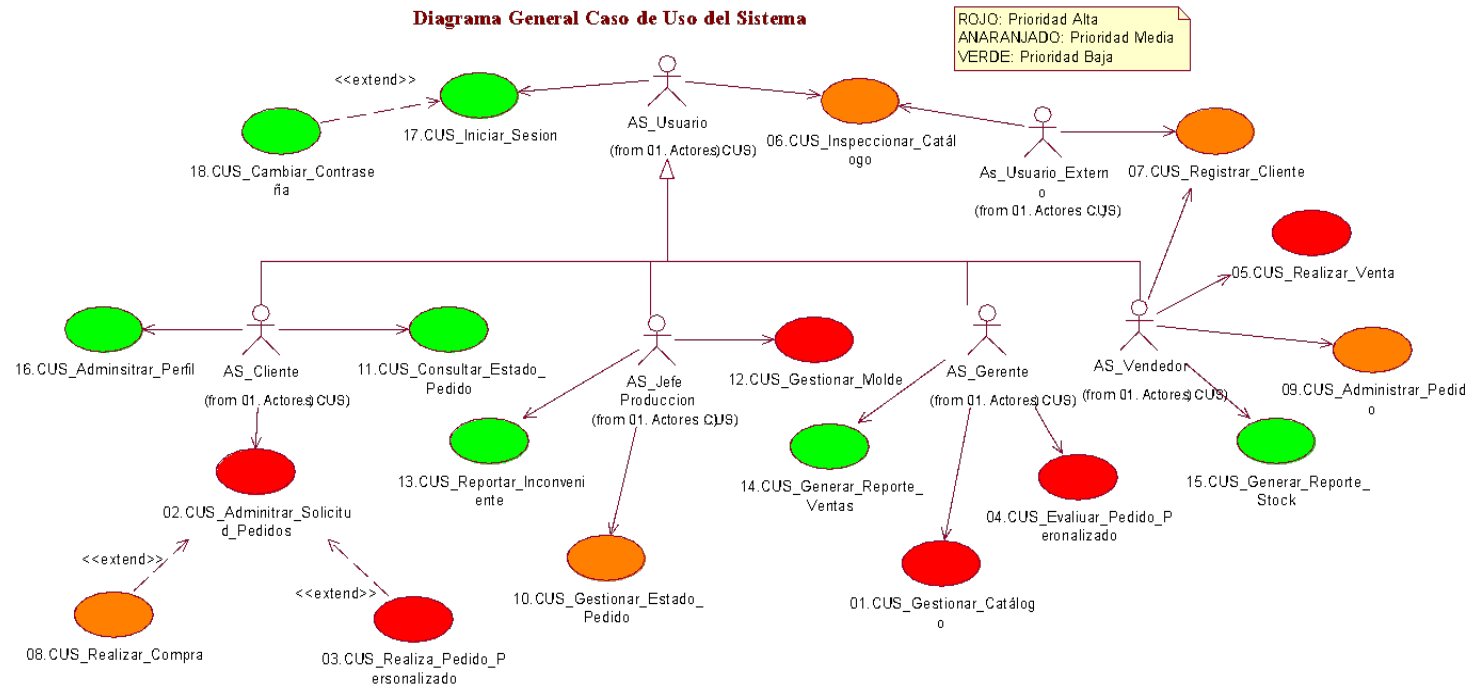 Diagrama General Caso de Uso del Sistema
ROJO: Prioridad Alta
ANARANJADO: Prioridad Media
VERDE: Prioridad Baja
<<extend>>
17.CUS_Iniciar_Sesion
18.CUS_Cambiar_Contrase
ña
AS_Usuario
(from 01. Actores CUS)
06.CUS_Inspeccionar_Catál
ogo
As_Usuario_Extern
o
(from 01. Actores CUS)
07.CUS_Registrar_Cliente
05.CUS_Realizar_Venta
16.CUS_Adminsitrar_Perfil
AS_Cliente
(from 01. Actores CUS)
11.CUS_Consultar_Estado_
Pedido
AS_Jefe
Produccion
(from 01. Actores CUS)
12.CUS_Gestionar_Molde
AS_Gerente
(from 01. Actores CUS)
AS_Vendedor
(from 01. Actores CUS)
09.CUS_Administrar_Pedid
o
13.CUS_Reportar_Inconveni
ente
14.CUS_Generar_Reporte_
Ventas
15.CUS_Generar_Reporte_
Stock
02.CUS_Adminitrar_Solicitu
d_Pedidos
04.CUS_Evaliuar_Pedido_P
eronalizado
<<extend>>
<<extend>>
10.CUS_Gestionar_Estado_
Pedido
01.CUS_Gestionar_Catálog
o
08.CUS_Realizar_Compra
03.CUS_Realiza_Pedido_P
ersonalizado